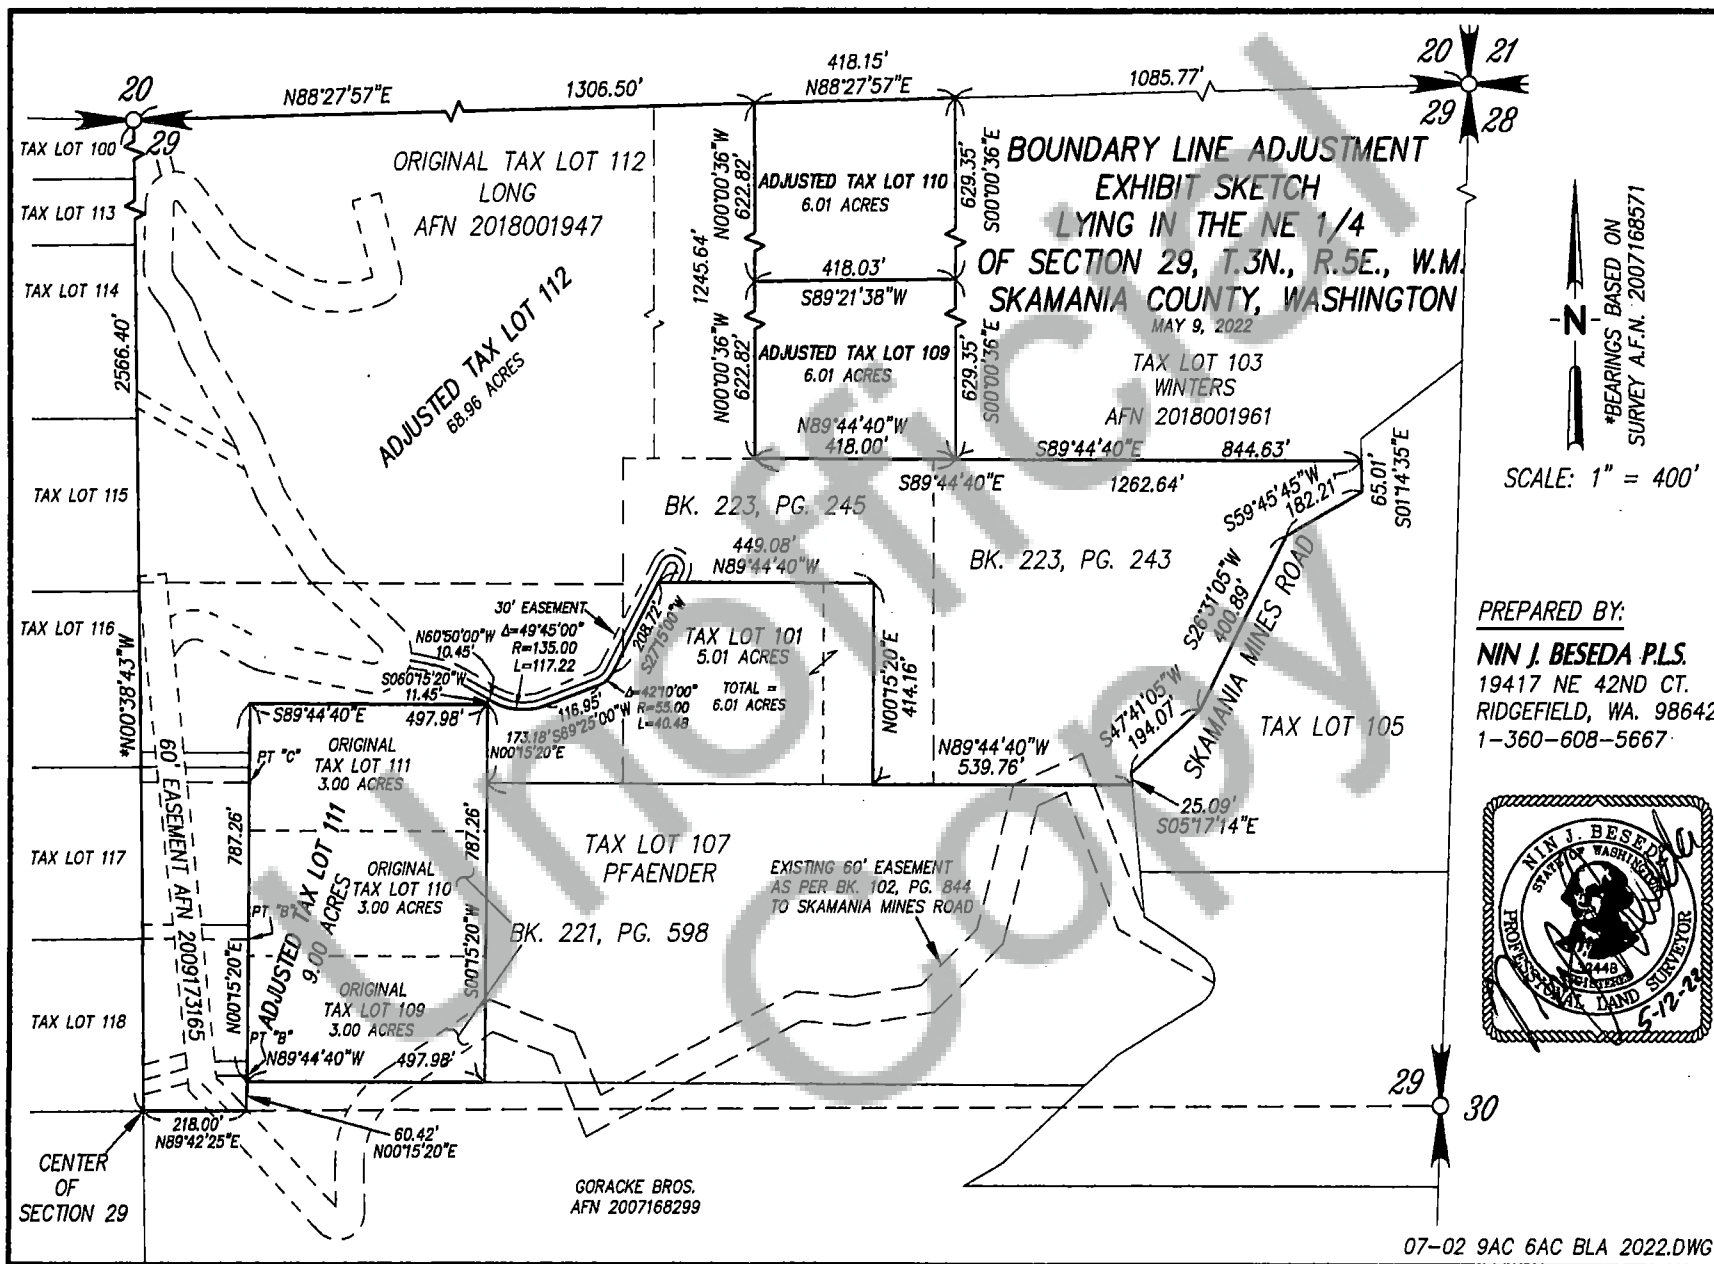 20
29
N88°27'57"E
1306.50'
418.15'
N88°27'57"E
1085.77'
20
21
29
28
TAX LOT 100
TAX LOT 113
TAX LOT 114
TAX LOT 115
TAX LOT 116
TAX LOT 117
TAX LOT 118
2566.40'
*N00°38'43"W
ORIGINAL TAX LOT 112
LONG
AFN 2018001947
ADJUSTED TAX LOT 112
68.96 ACRES
1245.64'
N00°00'36"W
622.82'
ADJUSTED TAX LOT 110
6.01 ACRES
629.35'
S00°00'36"E
418.03'
S89°21'38"W
N00°00'36"W
622.82'
ADJUSTED TAX LOT 109
6.01 ACRES
629.35'
S00°00'36"E
N89°44'40"W
418.00'
BOUNDARY LINE ADJUSTMENT
EXHIBIT SKETCH
LYING IN THE NE 1/4
OF SECTION 29, T.3N., R.5E., W.M.
SKAMANIA COUNTY, WASHINGTON
MAY 9, 2022
TAX LOT 103
WINTERS
AFN 2018001961
S89°44'40"E
844.63'
S89°44'40"E
1262.64'
65.01'
S01°14'35"E
S59°45'45"W
182.21'
S26°31'05"W
400.89'
S47°41'05"W
194.07'
SKAMANIA MINES ROAD
TAX LOT 105
25.09'
S05°17'14"E
-N-
*BEARINGS BASED ON
SURVEY A.F.N. 2007168571
SCALE: 1" = 400'
PREPARED BY:
NIN J. BESEDA P.L.S.
19417 NE 42ND CT.
RIDGEFIELD, WA. 98642
1-360-608-5667
NIN J. BESEDA
STATE OF WASHINGTON
12448
REGISTERED
PROFESSIONAL LAND SURVEYOR
5-12-22
BK. 223, PG. 245
BK. 223, PG. 243
449.08'
N89°44'40"W
30' EASEMENT
N60°50'00"W
10.45'
Δ=49°45'00"
R=135.00
L=117.22
S060°15'20"W
11.45'
208.72'
S27°15'00"W
TAX LOT 101
5.01 ACRES
TOTAL =
6.01 ACRES
Δ=42°10'00"
R=55.00
L=40.48
116.95'
S69°25'00"W
173.18'
N00°15'20"E
N00°15'20"E
414.16'
N89°44'40"W
539.76'
S89°44'40"E
497.98'
ORIGINAL
TAX LOT 111
3.00 ACRES
PT "C"
60' EASEMENT AFN 2009173165
787.26'
N00°15'20"E
ADJUSTED TAX LOT 111
9.00 ACRES
ORIGINAL
TAX LOT 110
3.00 ACRES
PT "B"
ORIGINAL
TAX LOT 109
3.00 ACRES
PT "B"
N89°44'40"W
497.98'
787.26'
S00°15'20"W
TAX LOT 107
PFAENDER
BK. 221, PG. 598
EXISTING 60' EASEMENT
AS PER BK. 102, PG. 844
TO SKAMANIA MINES ROAD
218.00'
N89°42'25"E
60.42'
N00°15'20"E
CENTER
OF
SECTION 29
GORACKE BROS.
AFN 2007168299
29
30
07-02 9AC 6AC BLA 2022.DWG
Unofficial
Copy